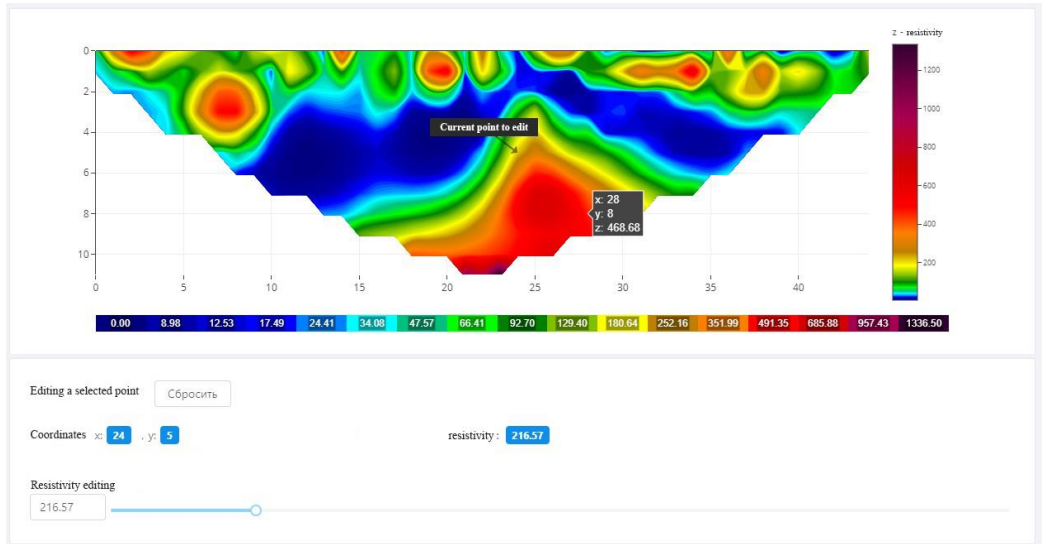 z - resistivity
0
2
4
6
8
10
1200
1000
800
600
400
200
Current point to edit
x: 28
y: 8
z: 468.68
0 5 10 15 20 25 30 35 40
0.00 8.98 12.53 17.49 24.41 34.08 47.57 66.41 92.70 129.40 180.64 252.16 351.99 491.35 685.88 957.43 1336.50
Editing a selected point Сбросить
Coordinates x: 24 , y: 5 resistivity : 216.57
Resistivity editing
216.57